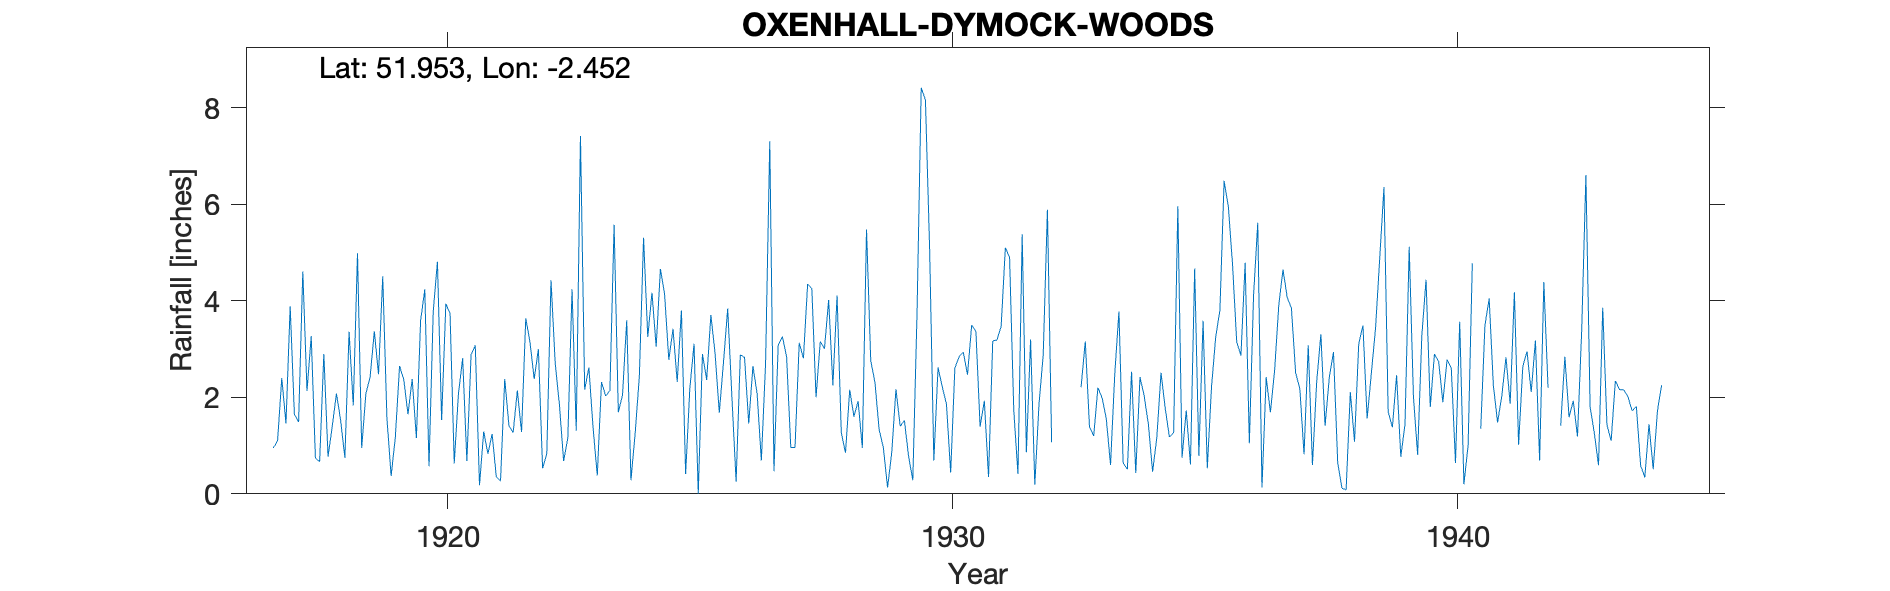 OXENHALL-DYMOCK-WOODS
Lat: 51.953, Lon: -2.452
8
6
4
2
0
Rainfall [inches]
1920 1930 1940
Year